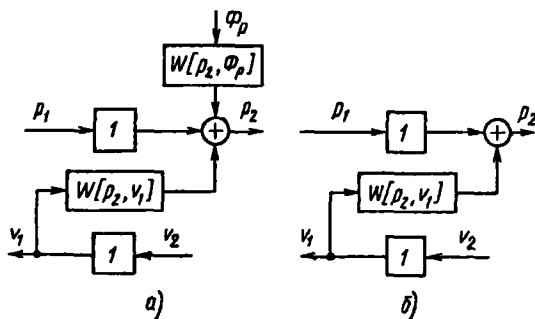 Φₚ
W[p₂,Φₚ]
p₁ 1 p₂ p₁ 1 p₂
W[p₂,v₁] W[p₂,v₁]
v₁ 1 v₂ v₁ 1 v₂
а) б)